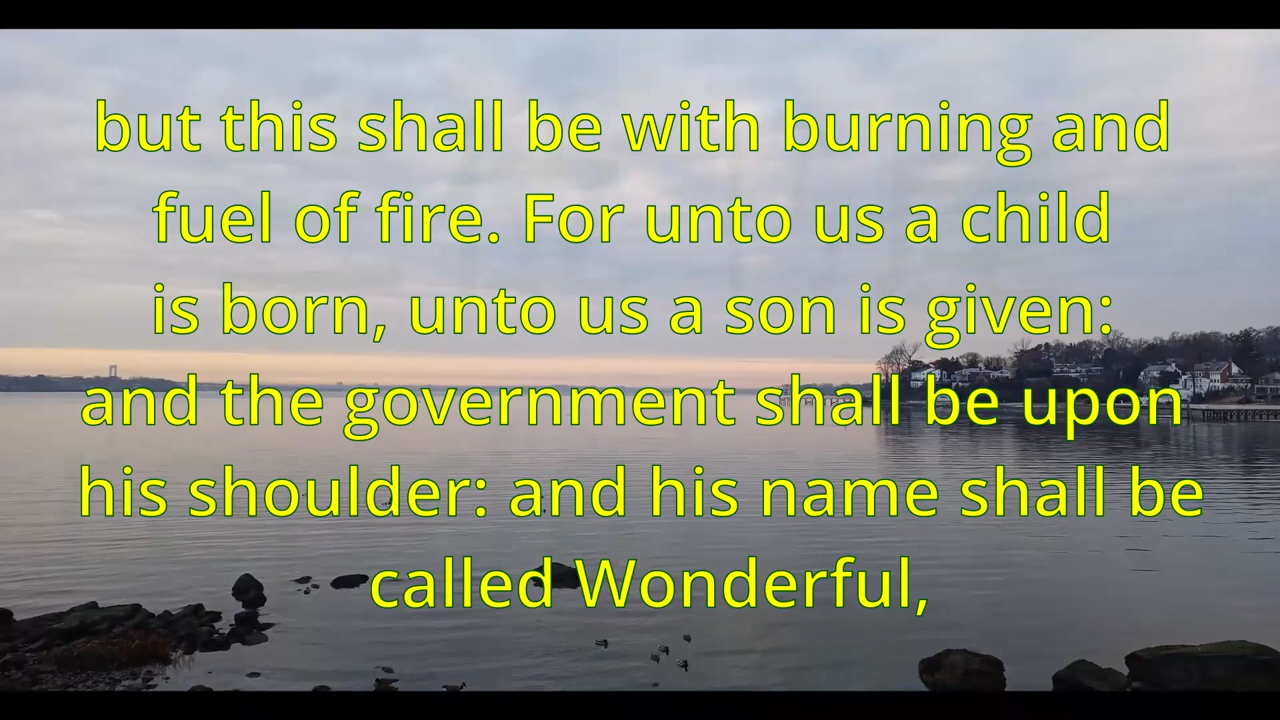 but this shall be with burning and
fuel of fire. For unto us a child
is born, unto us a son is given:
and the government shall be upon
his shoulder: and his name shall be
called Wonderful,